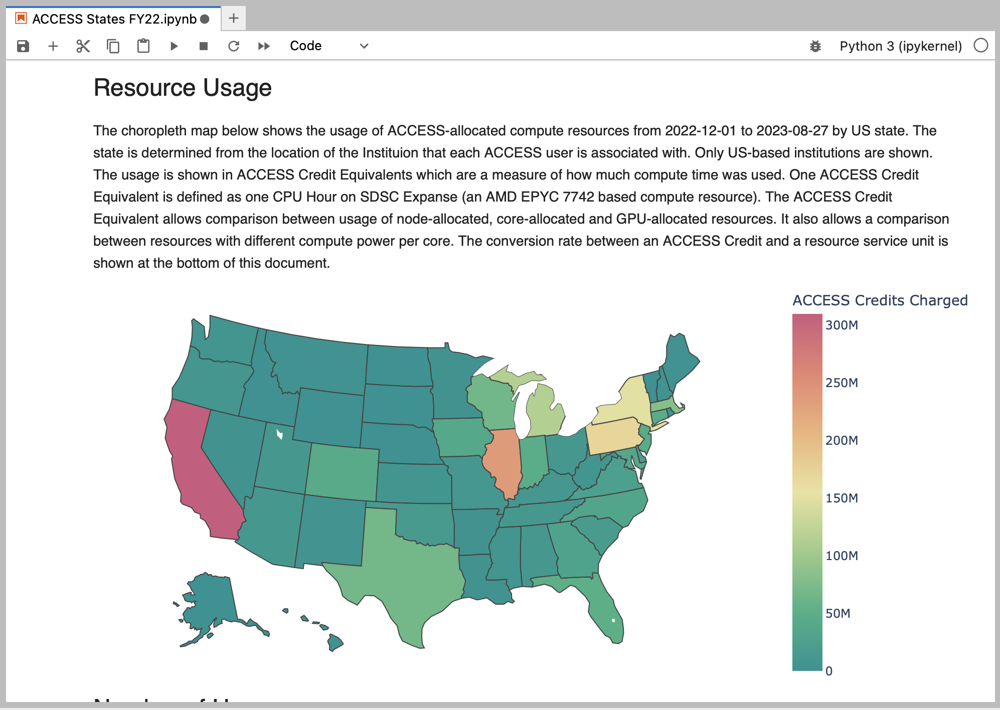 ACCESS States FY22.ipynb
Code
Python 3 (ipykernel)
Resource Usage
The choropleth map below shows the usage of ACCESS-allocated compute resources from 2022-12-01 to 2023-08-27 by US state. The
state is determined from the location of the Instituion that each ACCESS user is associated with. Only US-based institutions are shown.
The usage is shown in ACCESS Credit Equivalents which are a measure of how much compute time was used. One ACCESS Credit
Equivalent is defined as one CPU Hour on SDSC Expanse (an AMD EPYC 7742 based compute resource). The ACCESS Credit
Equivalent allows comparison between usage of node-allocated, core-allocated and GPU-allocated resources. It also allows a comparison
between resources with different compute power per core. The conversion rate between an ACCESS Credit and a resource service unit is
shown at the bottom of this document.
ACCESS Credits Charged
300M
250M
200M
150M
100M
50M
0